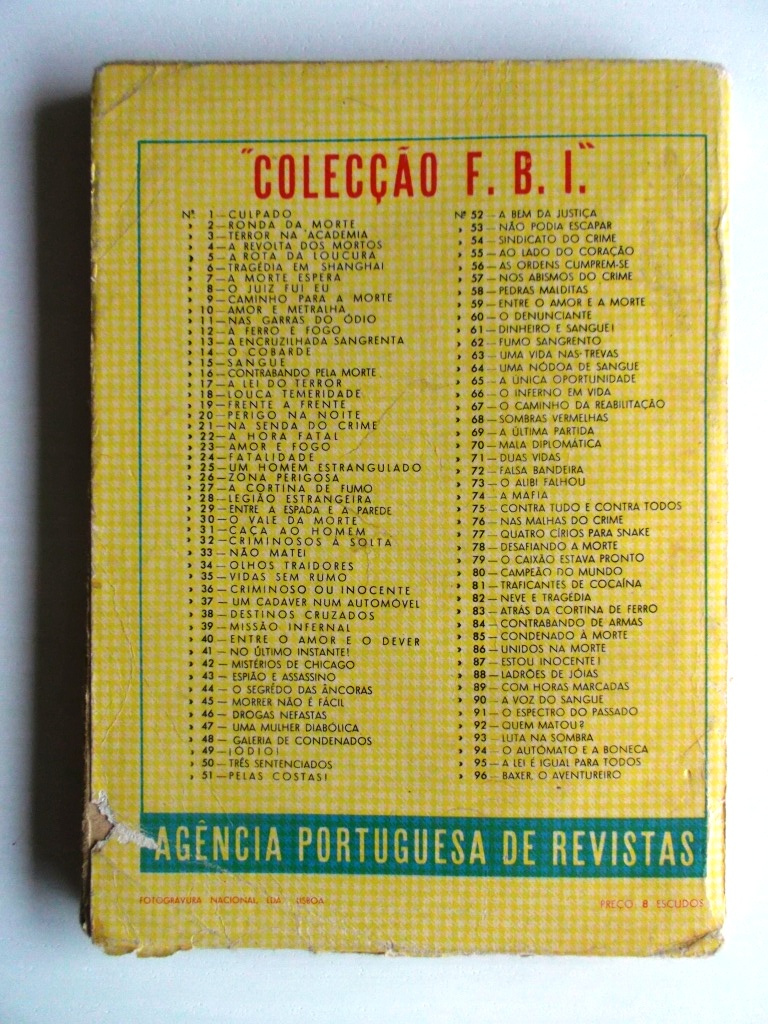 "COLECÇÃO F. B. I."
Nº 1 — CULPADO
» 2 — RONDA DA MORTE
» 3 — TERROR NA ACADEMIA
» 4 — A REVOLTA DOS MORTOS
» 5 — A ROTA DA LOUCURA
» 6 — TRAGÉDIA EM SHANGHAI
» 7 — A MORTE ESPERA
» 8 — O JUIZ FUI EU
» 9 — CAMINHO PARA A MORTE
» 10 — AMOR E METRALHA
» 11 — NAS GARRAS DO ÓDIO
» 12 — A FERRO E FOGO
» 13 — A ENCRUZILHADA SANGRENTA
» 14 — O COBARDE
» 15 — SANGUE
» 16 — CONTRABANDO PELA MORTE
» 17 — A LEI DO TERROR
» 18 — LOUCA TEMERIDADE
» 19 — FRENTE A FRENTE
» 20 — PERIGO NA NOITE
» 21 — NA SENDA DO CRIME
» 22 — A HORA FATAL
» 23 — AMOR E FOGO
» 24 — FATALIDADE
» 25 — UM HOMEM ESTRANGULADO
» 26 — ZONA PERIGOSA
» 27 — A CORTINA DE FUMO
» 28 — LEGIÃO ESTRANGEIRA
» 29 — ENTRE A ESPADA E A PAREDE
» 30 — O VALE DA MORTE
» 31 — CAÇA AO HOMEM
» 32 — CRIMINOSOS À SOLTA
» 33 — NÃO MATEI
» 34 — OLHOS TRAIDORES
» 35 — VIDAS SEM RUMO
» 36 — CRIMINOSO OU INOCENTE
» 37 — UM CADAVER NUM AUTOMÓVEL
» 38 — DESTINOS CRUZADOS
» 39 — MISSÃO INFERNAL
» 40 — ENTRE O AMOR E O DEVER
» 41 — NO ÚLTIMO INSTANTE!
» 42 — MISTÉRIOS DE CHICAGO
» 43 — ESPIÃO E ASSASSINO
» 44 — O SEGRÊDO DAS ÂNCORAS
» 45 — MORRER NÃO É FÁCIL
» 46 — DROGAS NEFASTAS
» 47 — UMA MULHER DIABÓLICA
» 48 — GALERIA DE CONDENADOS
» 49 — ¡ÓDIO!
» 50 — TRÊS SENTENCIADOS
» 51 — PELAS COSTAS!
Nº 52 — A BEM DA JUSTIÇA
» 53 — NÃO PODIA ESCAPAR
» 54 — SINDICATO DO CRIME
» 55 — AO LADO DO CORAÇÃO
» 56 — AS ORDENS CUMPREM-SE
» 57 — NOS ABISMOS DO CRIME
» 58 — PEDRAS MALDITAS
» 59 — ENTRE O AMOR E A MORTE
» 60 — O DENUNCIANTE
» 61 — DINHEIRO E SANGUE!
» 62 — FUMO SANGRENTO
» 63 — UMA VIDA NAS TREVAS
» 64 — UMA NÓDOA DE SANGUE
» 65 — A ÚNICA OPORTUNIDADE
» 66 — O INFERNO EM VIDA
» 67 — O CAMINHO DA REABILITAÇÃO
» 68 — SOMBRAS VERMELHAS
» 69 — A ÚLTIMA PARTIDA
» 70 — MALA DIPLOMÁTICA
» 71 — DUAS VIDAS
» 72 — FALSA BANDEIRA
» 73 — O ALIBI FALHOU
» 74 — A MAFIA
» 75 — CONTRA TUDO E CONTRA TODOS
» 76 — NAS MALHAS DO CRIME
» 77 — QUATRO CÍRIOS PARA SNAKE
» 78 — DESAFIANDO A MORTE
» 79 — O CAIXÃO ESTAVA PRONTO
» 80 — CAMPEÃO DO MUNDO
» 81 — TRAFICANTES DE COCAÍNA
» 82 — NEVE E TRAGÉDIA
» 83 — ATRÁS DA CORTINA DE FERRO
» 84 — CONTRABANDO DE ARMAS
» 85 — CONDENADO À MORTE
» 86 — UNIDOS NA MORTE
» 87 — ESTOU INOCENTE!
» 88 — LADRÕES DE JÓIAS
» 89 — COM HORAS MARCADAS
» 90 — A VOZ DO SANGUE
» 91 — O ESPECTRO DO PASSADO
» 92 — QUEM MATOU?
» 93 — LUTA NA SOMBRA
» 94 — O AUTÓMATO E A BONECA
» 95 — A LEI É IGUAL PARA TODOS
» 96 — BAXER, O AVENTUREIRO
AGÊNCIA PORTUGUESA DE REVISTAS
FOTOGRAVURA NACIONAL, LDA. LISBOA
PREÇO 8 ESCUDOS